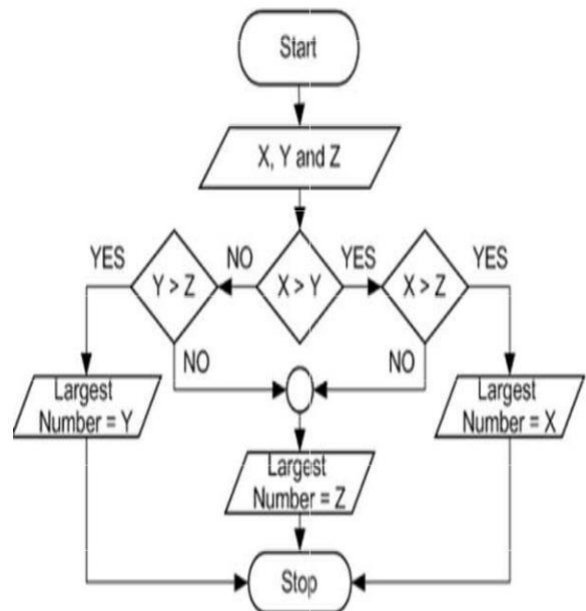 Start
X, Y and Z
YES
NO
YES
YES
Y > Z
X > Y
X > Z
NO
NO
Largest
Number = Y
Largest
Number = X
Largest
Number = Z
Stop